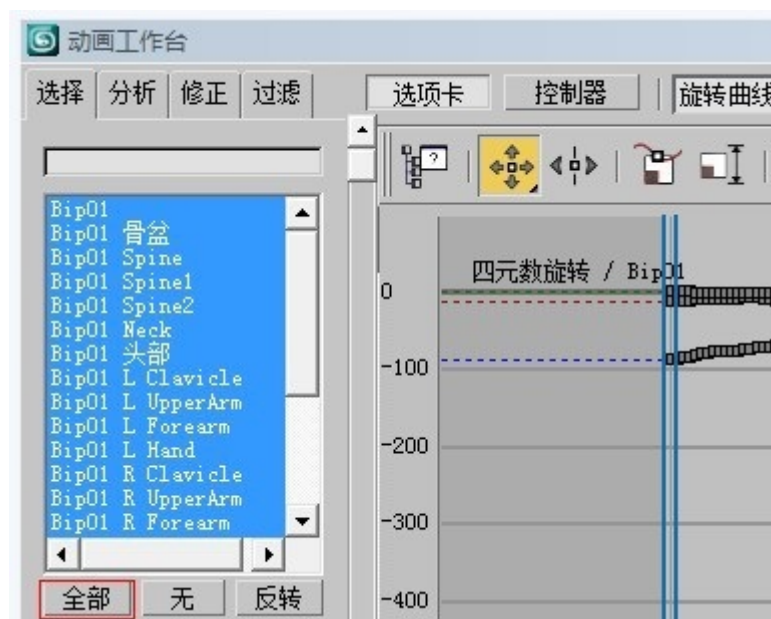 动画工作台
选择 分析 修正 过滤
选项卡 控制器 旋转曲线
Bip01
Bip01 骨盆
Bip01 Spine
Bip01 Spine1
Bip01 Spine2
Bip01 Neck
Bip01 头部
Bip01 L Clavicle
Bip01 L UpperArm
Bip01 L Forearm
Bip01 L Hand
Bip01 R Clavicle
Bip01 R UpperArm
Bip01 R Forearm
全部 无 反转
四元数旋转 / Bip01
0
-100
-200
-300
-400